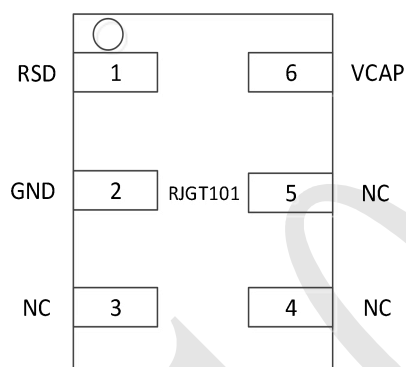 RSD 1 6 VCAP
GND 2 RJGT101 5 NC
NC 3 4 NC